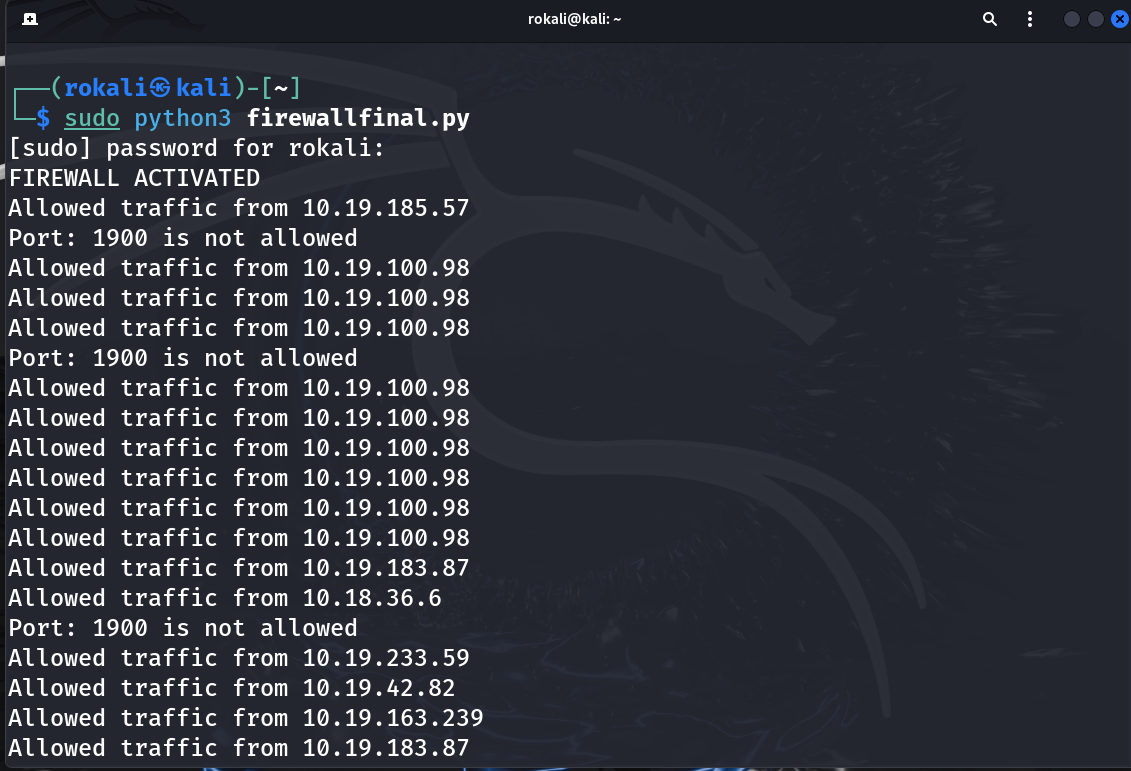 rokali@kali: ~
┌──(rokali㉿kali)-[~]
└─$ sudo python3 firewallfinal.py
[sudo] password for rokali:
FIREWALL ACTIVATED
Allowed traffic from 10.19.185.57
Port: 1900 is not allowed
Allowed traffic from 10.19.100.98
Allowed traffic from 10.19.100.98
Allowed traffic from 10.19.100.98
Port: 1900 is not allowed
Allowed traffic from 10.19.100.98
Allowed traffic from 10.19.100.98
Allowed traffic from 10.19.100.98
Allowed traffic from 10.19.100.98
Allowed traffic from 10.19.100.98
Allowed traffic from 10.19.100.98
Allowed traffic from 10.19.183.87
Allowed traffic from 10.18.36.6
Port: 1900 is not allowed
Allowed traffic from 10.19.233.59
Allowed traffic from 10.19.42.82
Allowed traffic from 10.19.163.239
Allowed traffic from 10.19.183.87